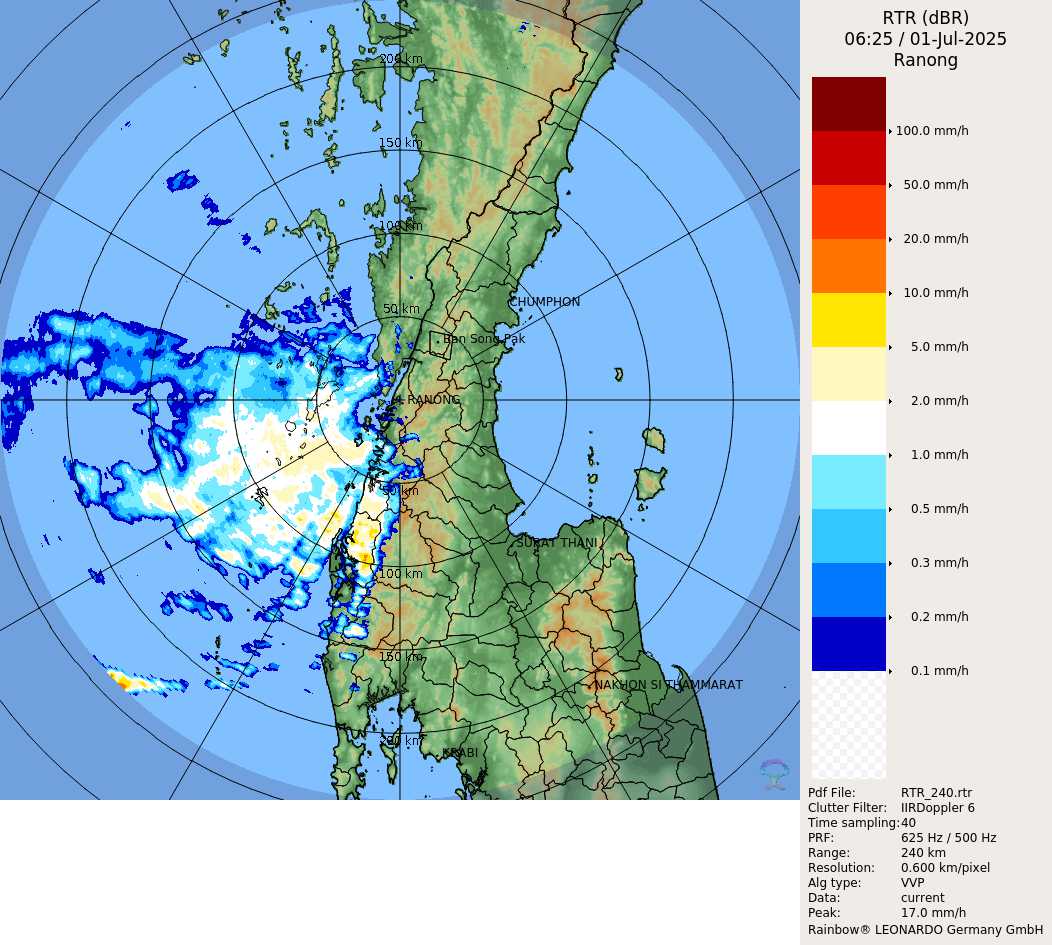 RTR (dBR)
06:25 / 01-Jul-2025
Ranong
200 km
150 km
100 km
50 km
CHUMPHON
Ban Song Pak
RANONG
50 km
SURAT THANI
100 km
150 km
NAKHON SI THAMMARAT
200 km
KRABI
100.0 mm/h
50.0 mm/h
20.0 mm/h
10.0 mm/h
5.0 mm/h
2.0 mm/h
1.0 mm/h
0.5 mm/h
0.3 mm/h
0.2 mm/h
0.1 mm/h
Pdf File: RTR_240.rtr
Clutter Filter: IIRDoppler 6
Time sampling:40
PRF: 625 Hz / 500 Hz
Range: 240 km
Resolution: 0.600 km/pixel
Alg type: VVP
Data: current
Peak: 17.0 mm/h
Rainbow® LEONARDO Germany GmbH